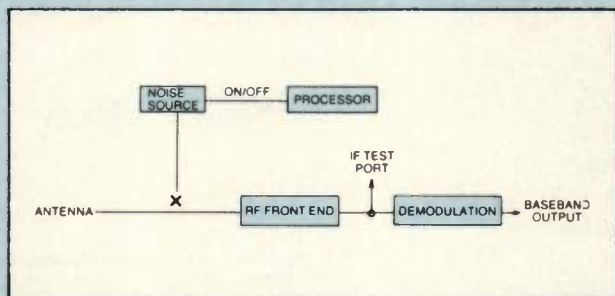 NOISE
SOURCE
ON/OFF
PROCESSOR
IF TEST
PORT
ANTENNA
X
RF FRONT END
DEMODULATION
BASEBAND
OUTPUT